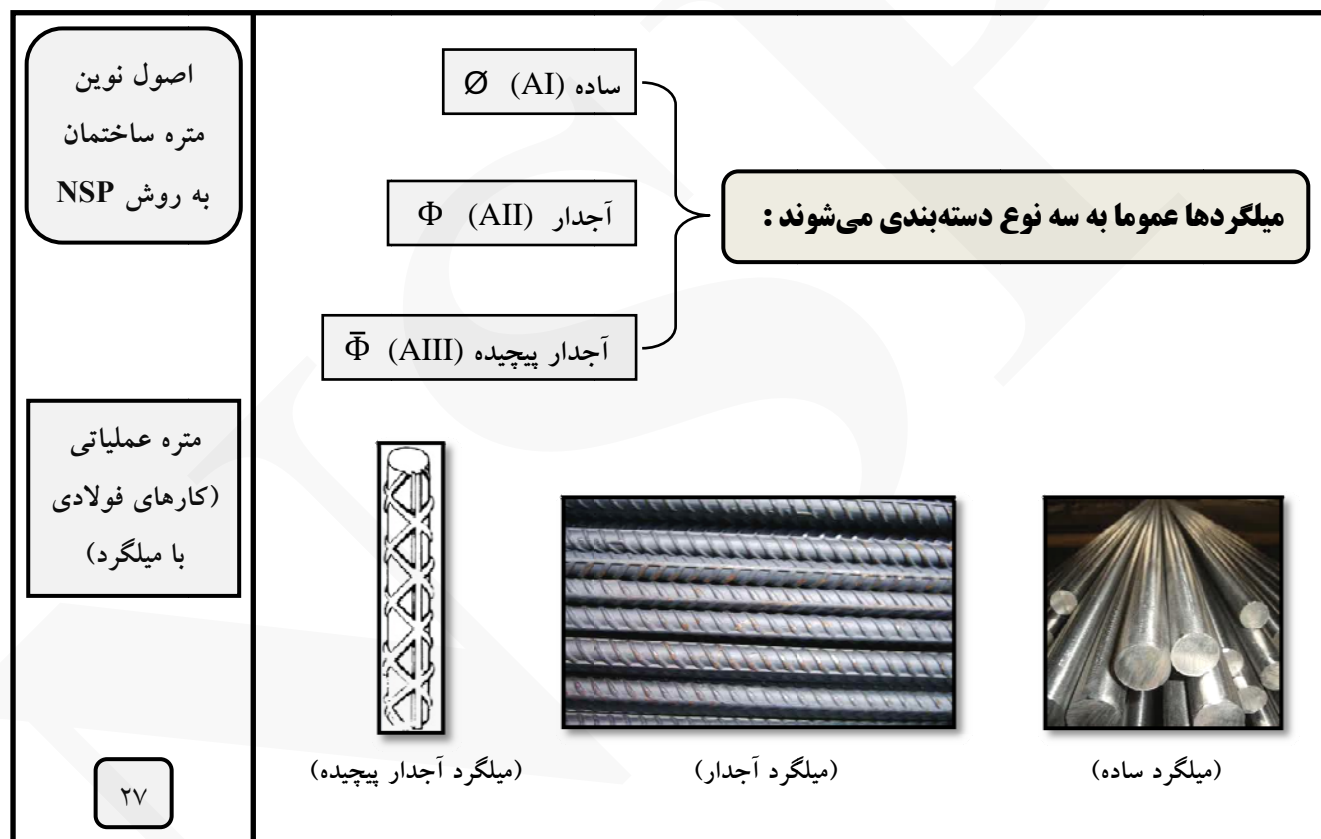 میلگردها عموما به سه نوع دسته‌بندی می‌شوند :
ساده (AI) Ø
آجدار (AII) Φ
آجدار پیچیده (AIII) Φ̄
(میلگرد ساده)
(میلگرد آجدار)
(میلگرد آجدار پیچیده)
اصول نوین
متره ساختمان
به روش NSP
متره عملیاتی
(کارهای فولادی
با میلگرد)
۲۷
NSP